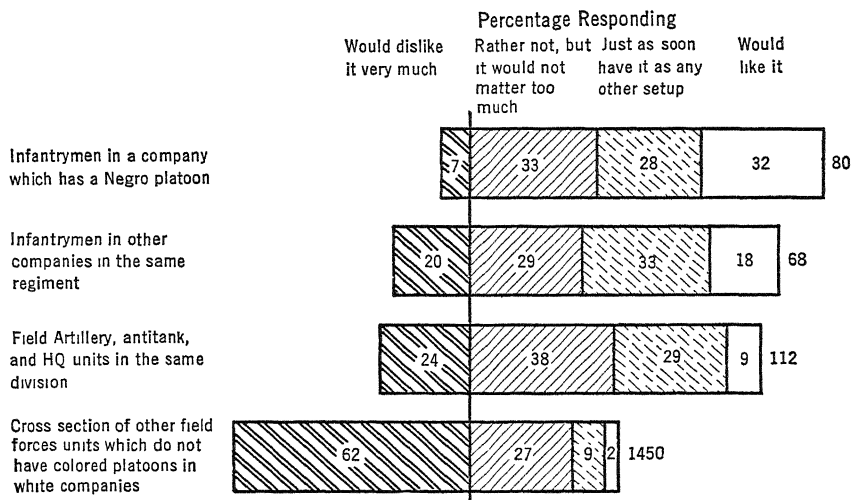 Percentage Responding
Would dislike
it very much
Rather not, but
it would not
matter too
much
Just as soon
have it as any
other setup
Would
like it
Infantrymen in a company
which has a Negro platoon
7 33 28 32 80
Infantrymen in other
companies in the same
regiment
20 29 33 18 68
Field Artillery, antitank,
and HQ units in the same
division
24 38 29 9 112
Cross section of other field
forces units which do not
have colored platoons in
white companies
62 27 9 2 1450